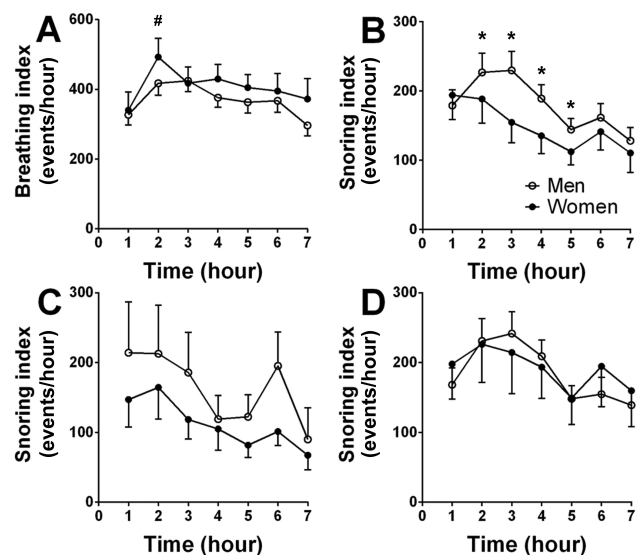 A
Breathing index
(events/hour)
600
400
300
0
#
0 1 2 3 4 5 6 7
Time (hour)
B
Snoring index
(events/hour)
300
200
100
0
* * * *
Men
Women
0 1 2 3 4 5 6 7
Time (hour)
C
Snoring index
(events/hour)
300
200
100
0
0 1 2 3 4 5 6 7
Time (hour)
D
Snoring index
(events/hour)
300
200
100
0
0 1 2 3 4 5 6 7
Time (hour)